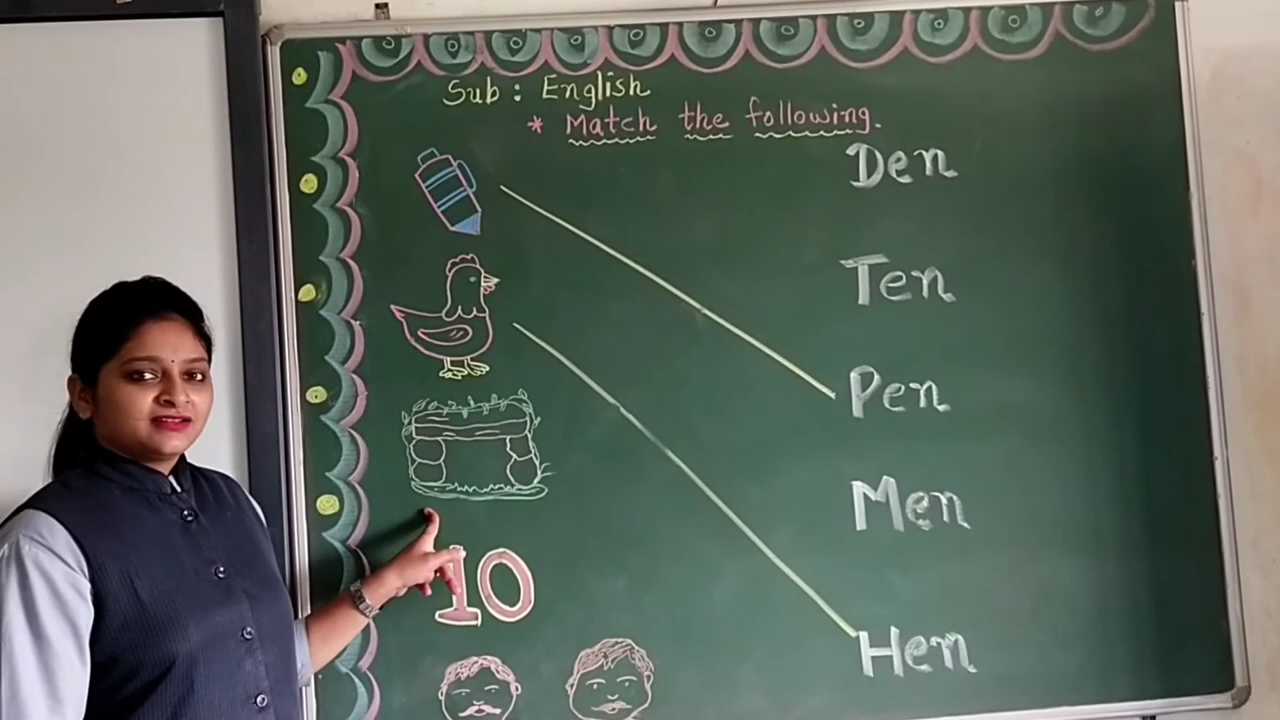 Sub : English
* Match the following.
Den
Ten
Pen
Men
10
Hen